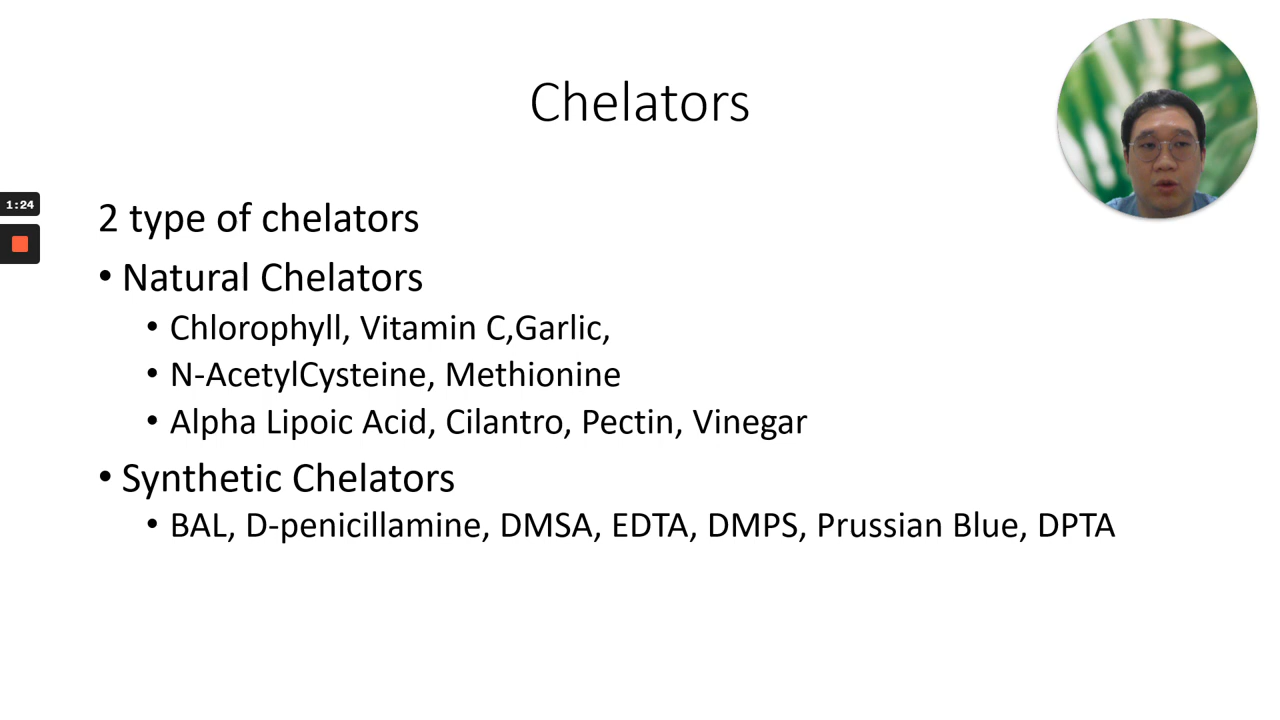 Chelators
1:24
2 type of chelators
• Natural Chelators
• Chlorophyll, Vitamin C,Garlic,
• N-AcetylCysteine, Methionine
• Alpha Lipoic Acid, Cilantro, Pectin, Vinegar
• Synthetic Chelators
• BAL, D-penicillamine, DMSA, EDTA, DMPS, Prussian Blue, DPTA